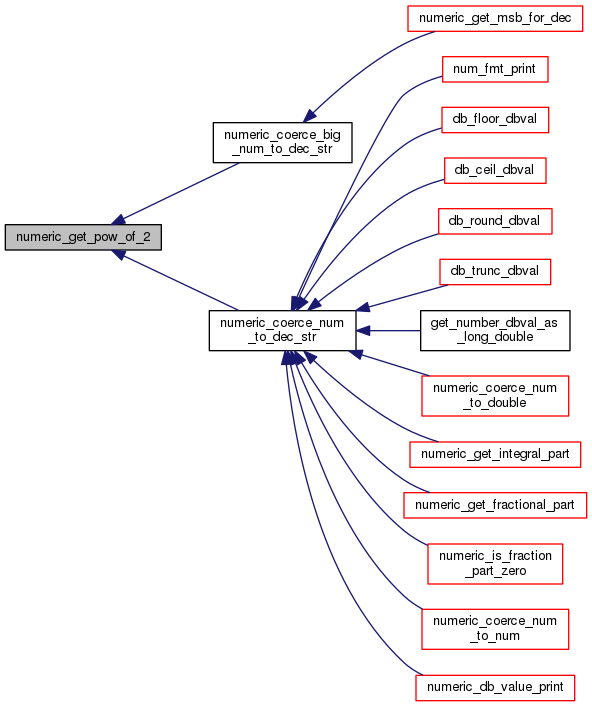 numeric_get_msb_for_dec
num_fmt_print
db_floor_dbval
numeric_coerce_big
_num_to_dec_str
db_ceil_dbval
db_round_dbval
numeric_get_pow_of_2
db_trunc_dbval
numeric_coerce_num
_to_dec_str
get_number_dbval_as
_long_double
numeric_coerce_num
_to_double
numeric_get_integral_part
numeric_get_fractional_part
numeric_is_fraction
_part_zero
numeric_coerce_num
_to_num
numeric_db_value_print